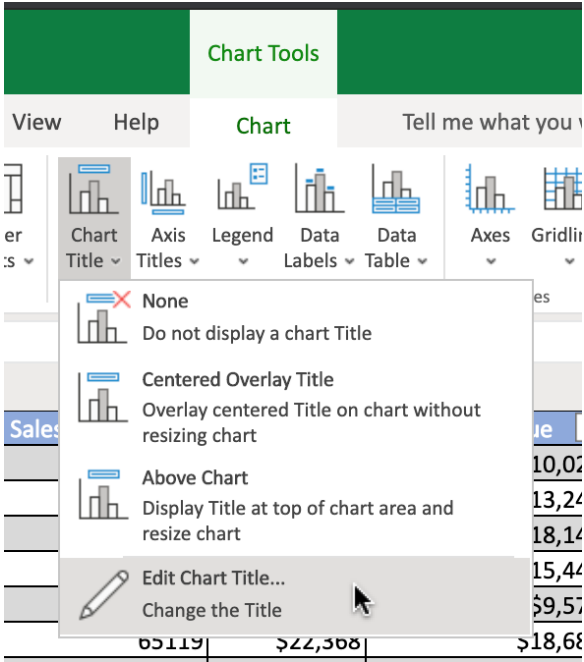 Chart Tools
View Help Chart Tell me what you
er Chart Axis Legend Data Data Axes Gridlin
ts Title Titles Labels Table
es
None
Do not display a chart Title
Centered Overlay Title
Overlay centered Title on chart without
resizing chart
Sales ue
Above Chart
10,02
Display Title at top of chart area and
13,24
resize chart
18,14
Edit Chart Title...
15,44
Change the Title
$9,57
65119 $22,368 $18,68